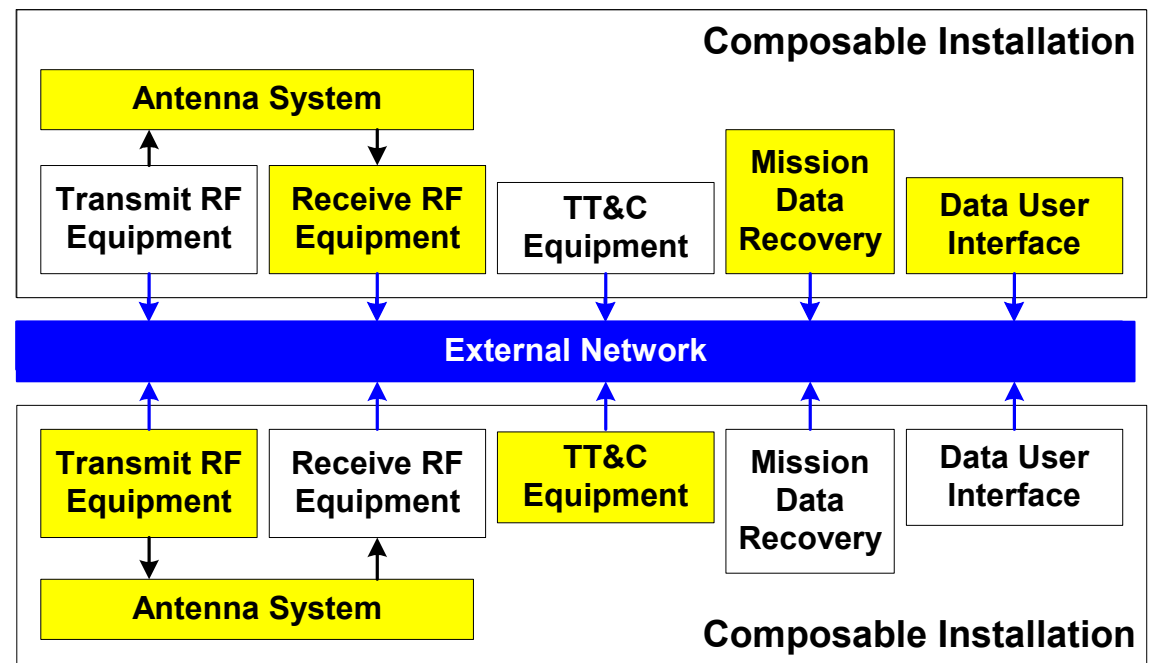 Composable Installation
Antenna System
Transmit RF
Equipment
Receive RF
Equipment
TT&C
Equipment
Mission
Data
Recovery
Data User
Interface
External Network
Transmit RF
Equipment
Receive RF
Equipment
TT&C
Equipment
Mission
Data
Recovery
Data User
Interface
Antenna System
Composable Installation